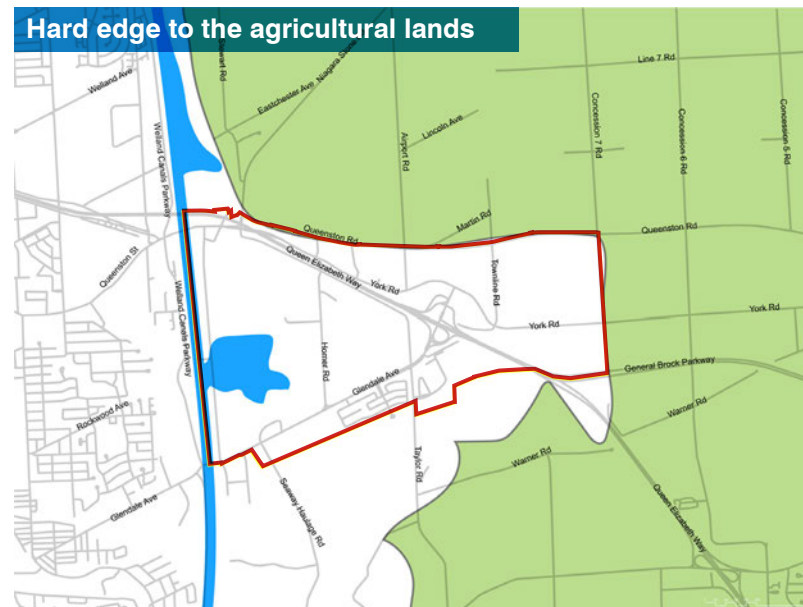 Hard edge to the agricultural lands
Stewart Rd
Niagara Stone
Line 7 Rd
Welland Ave
Eastchester Ave
Concession 7 Rd
Concession 6 Rd
Concession 5 Rd
Lincoln Ave
Airport Rd
Welland Canals Parkway
Martin Rd
Queenston Rd
Queenston Rd
Queenston St
Queen Elizabeth Way
York Rd
Townline Rd
Welland Canals Parkway
York Rd
York Rd
Homer Rd
Glendale Ave
General Brock Parkway
Rockwood Ave
Warner Rd
Taylor Rd
Warner Rd
Glendale Ave
Seaway Haulage Rd
Queen Elizabeth Way